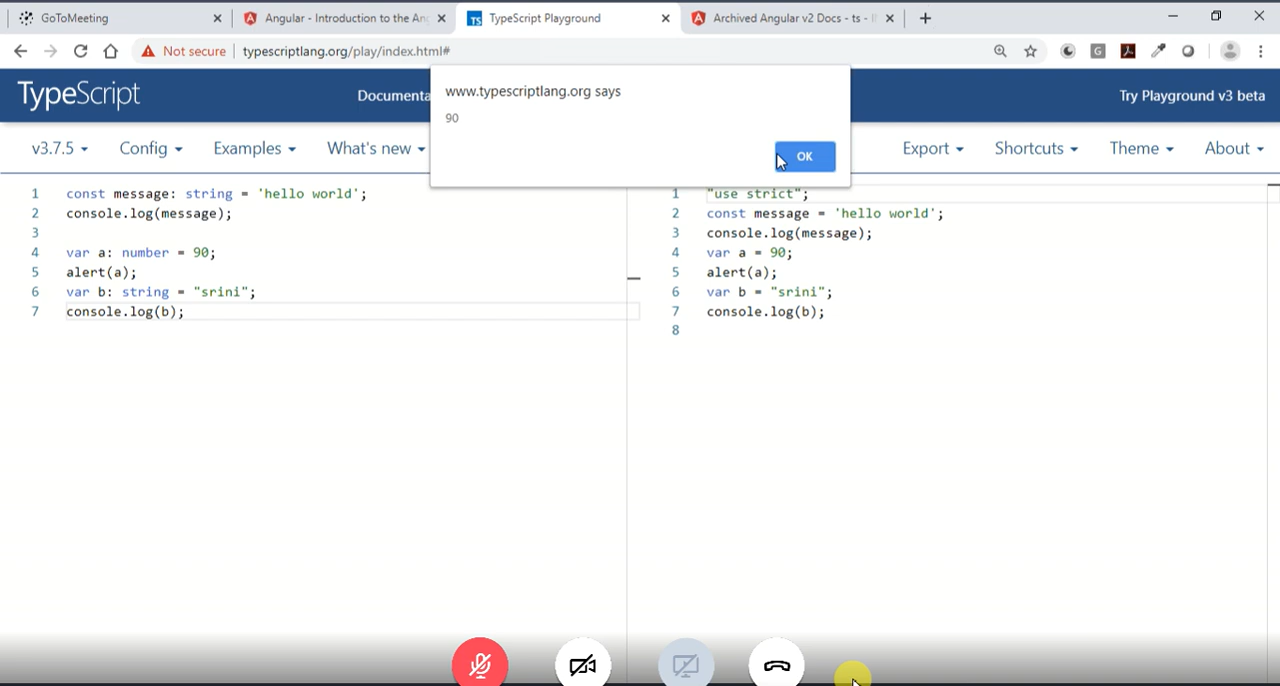 GoToMeeting
Angular - Introduction to the An
TypeScript Playground
Archived Angular v2 Docs - ts -
Not secure
typescriptlang.org/play/index.html#
TypeScript
Documenta
Try Playground v3 beta
www.typescriptlang.org says
90
OK
v3.7.5
Config
Examples
What's new
Export
Shortcuts
Theme
About
1 const message: string = 'hello world';
2 console.log(message);
3
4 var a: number = 90;
5 alert(a);
6 var b: string = "srini";
7 console.log(b);
1 "use strict";
2 const message = 'hello world';
3 console.log(message);
4 var a = 90;
5 alert(a);
6 var b = "srini";
7 console.log(b);
8